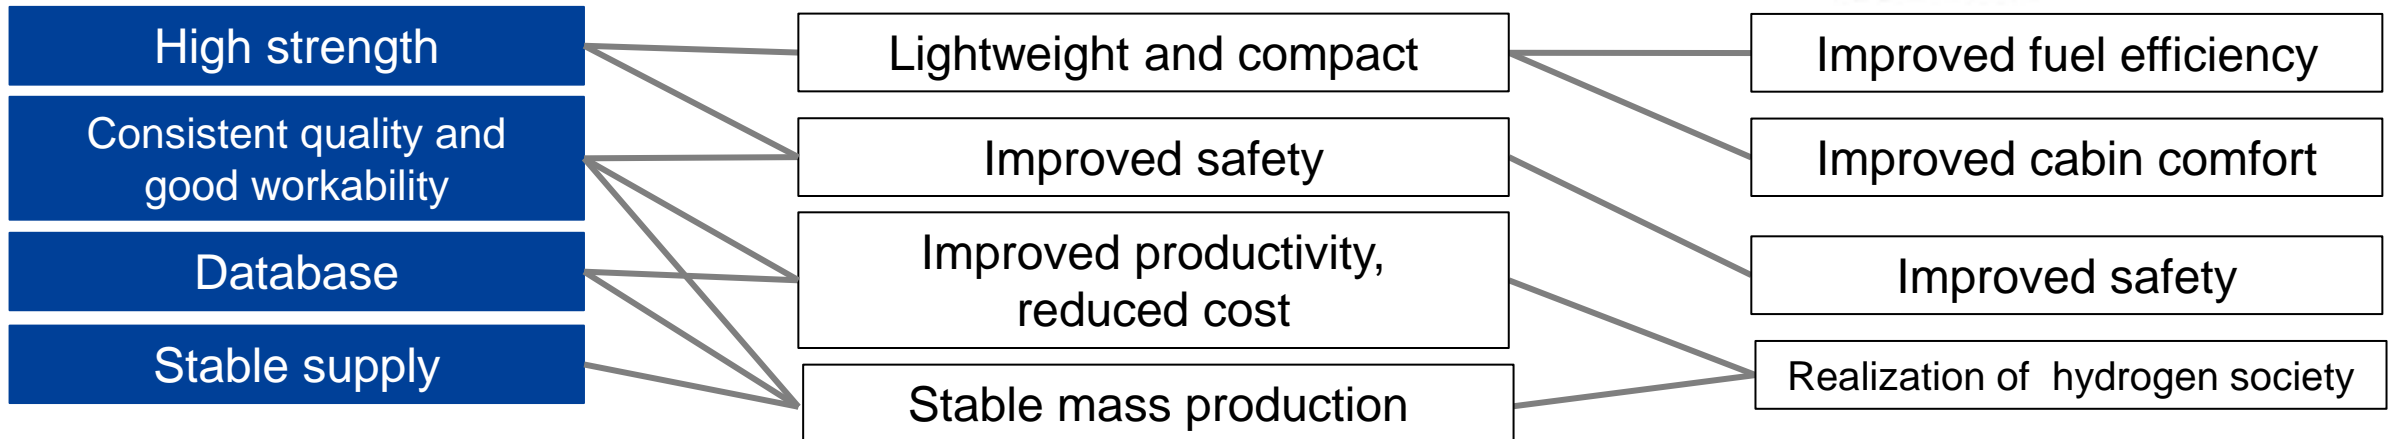 High strength
Consistent quality and
good workability
Database
Stable supply
Lightweight and compact
Improved safety
Improved productivity,
reduced cost
Stable mass production
Improved fuel efficiency
Improved cabin comfort
Improved safety
Realization of hydrogen society